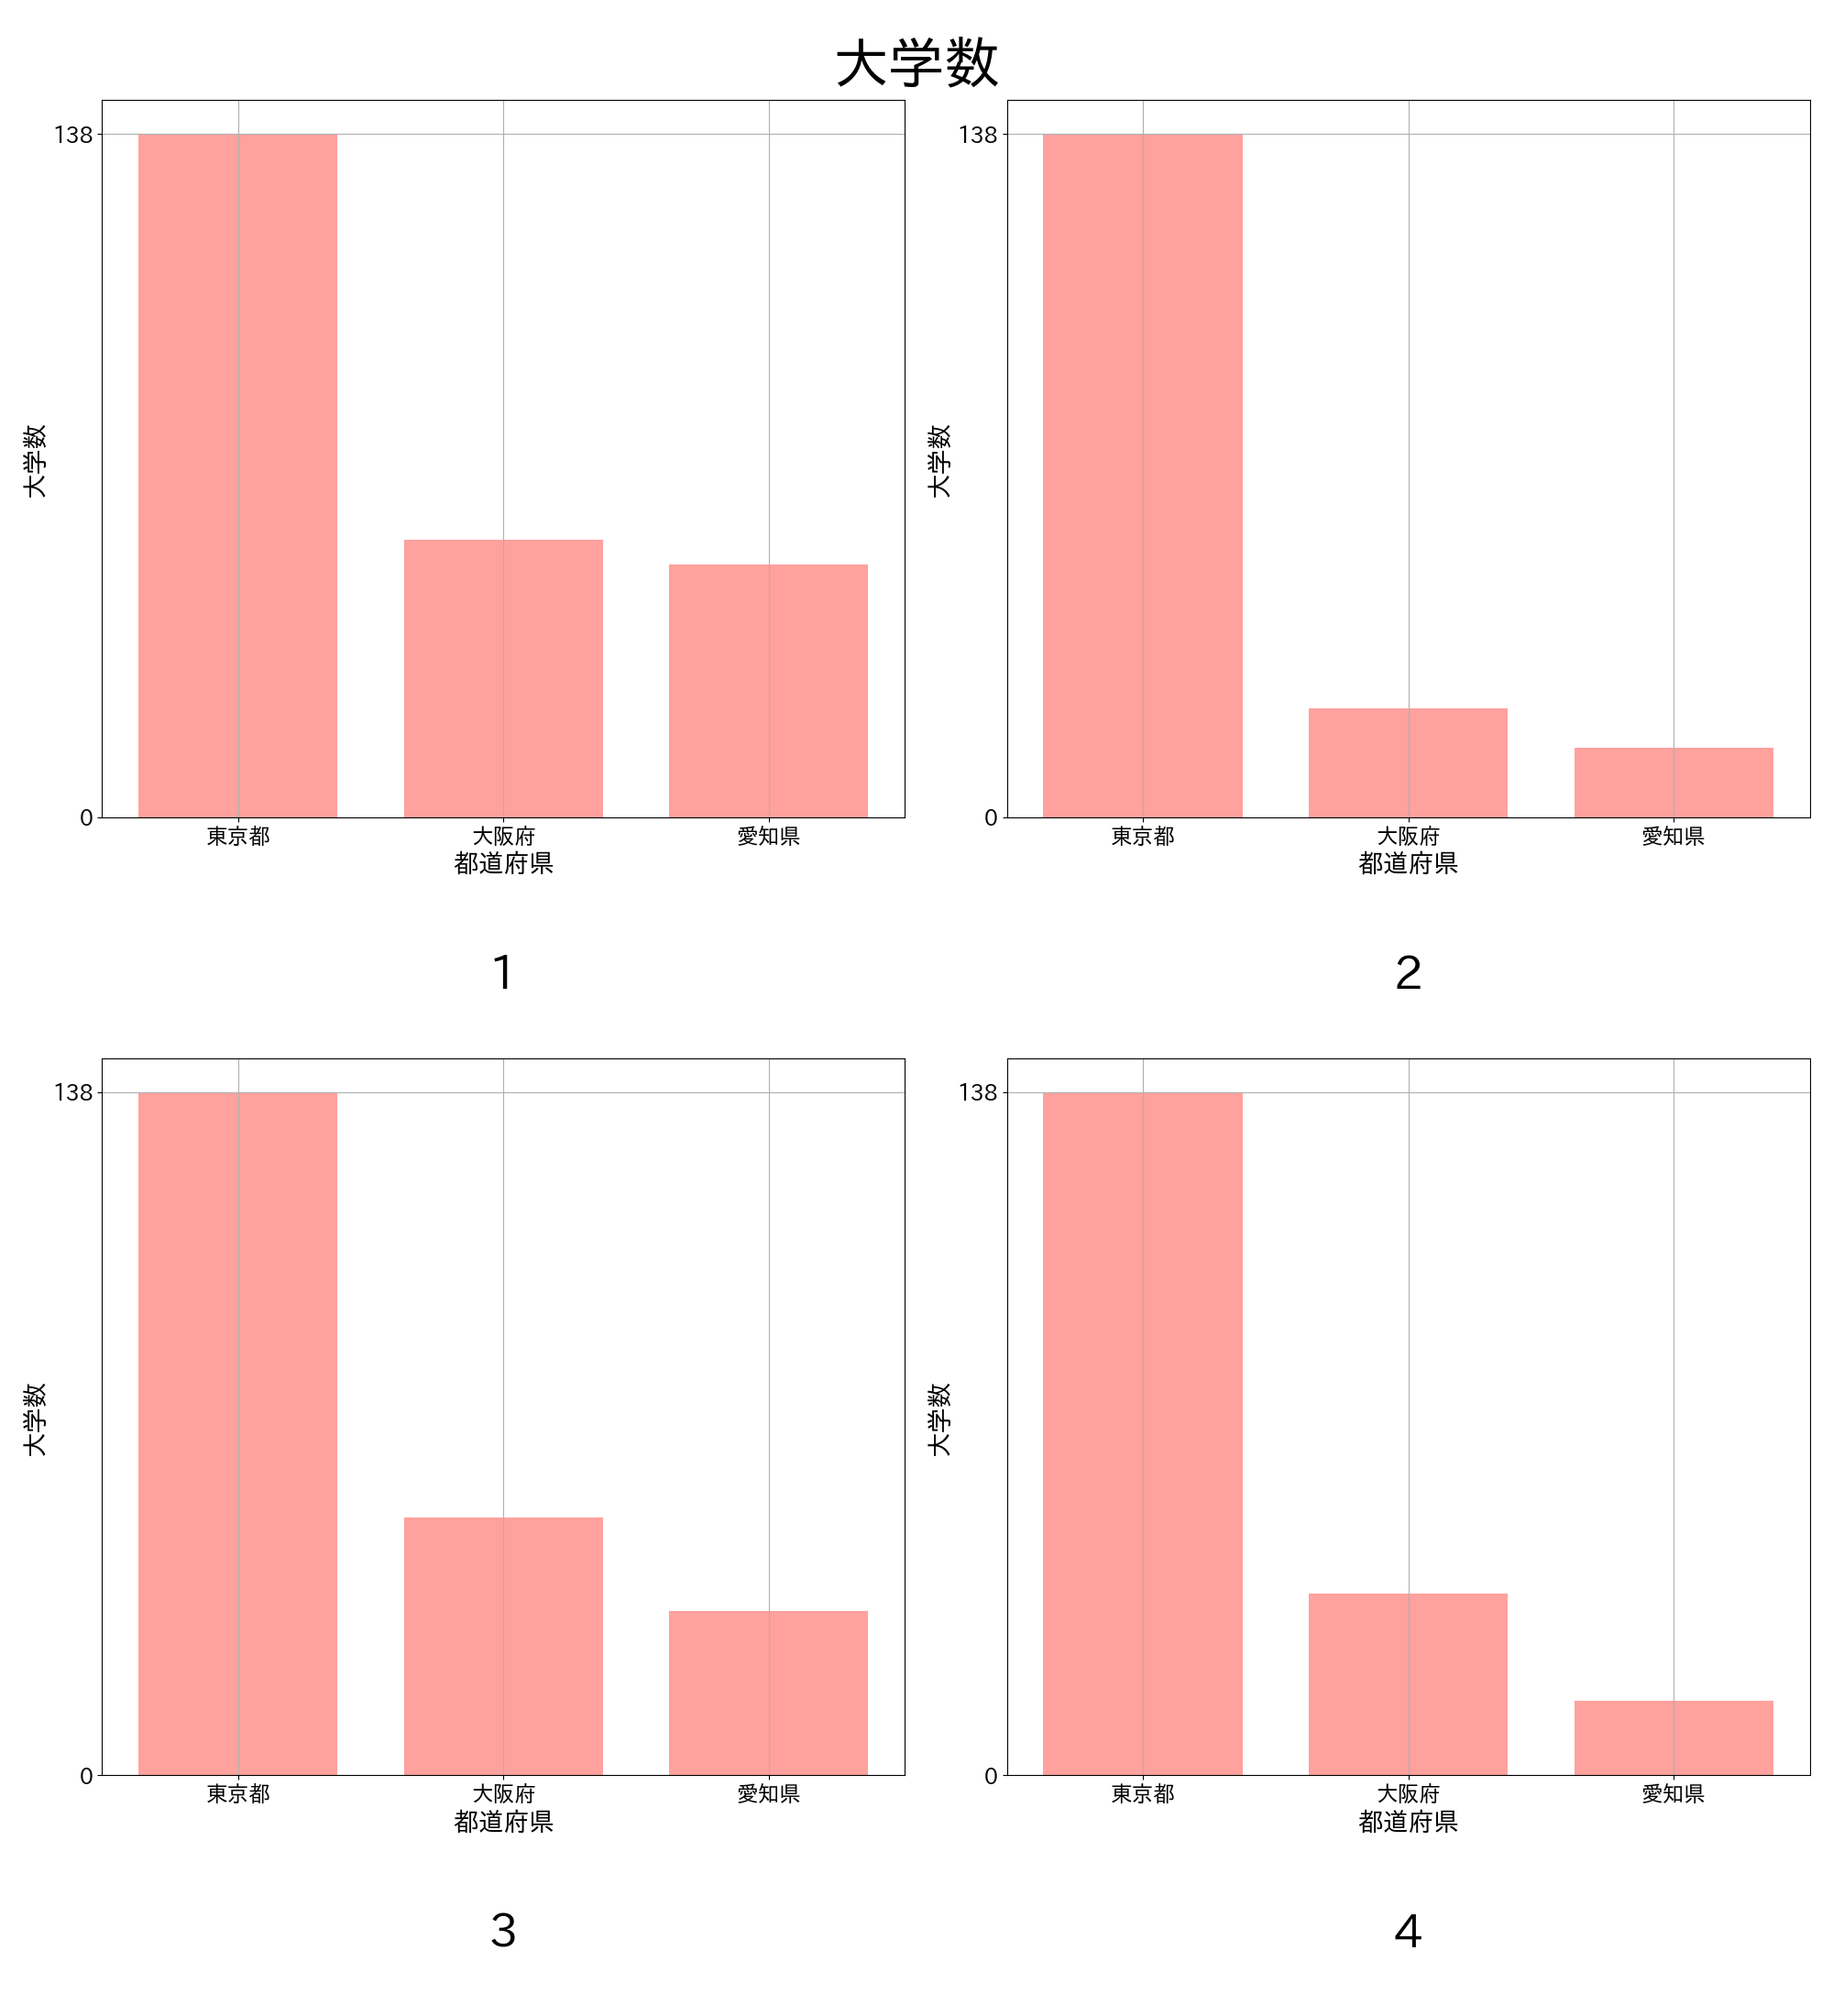 大学数
138
0
大学数
東京都 大阪府 愛知県
都道府県
1
138
0
大学数
東京都 大阪府 愛知県
都道府県
2
138
0
大学数
東京都 大阪府 愛知県
都道府県
3
138
0
大学数
東京都 大阪府 愛知県
都道府県
4